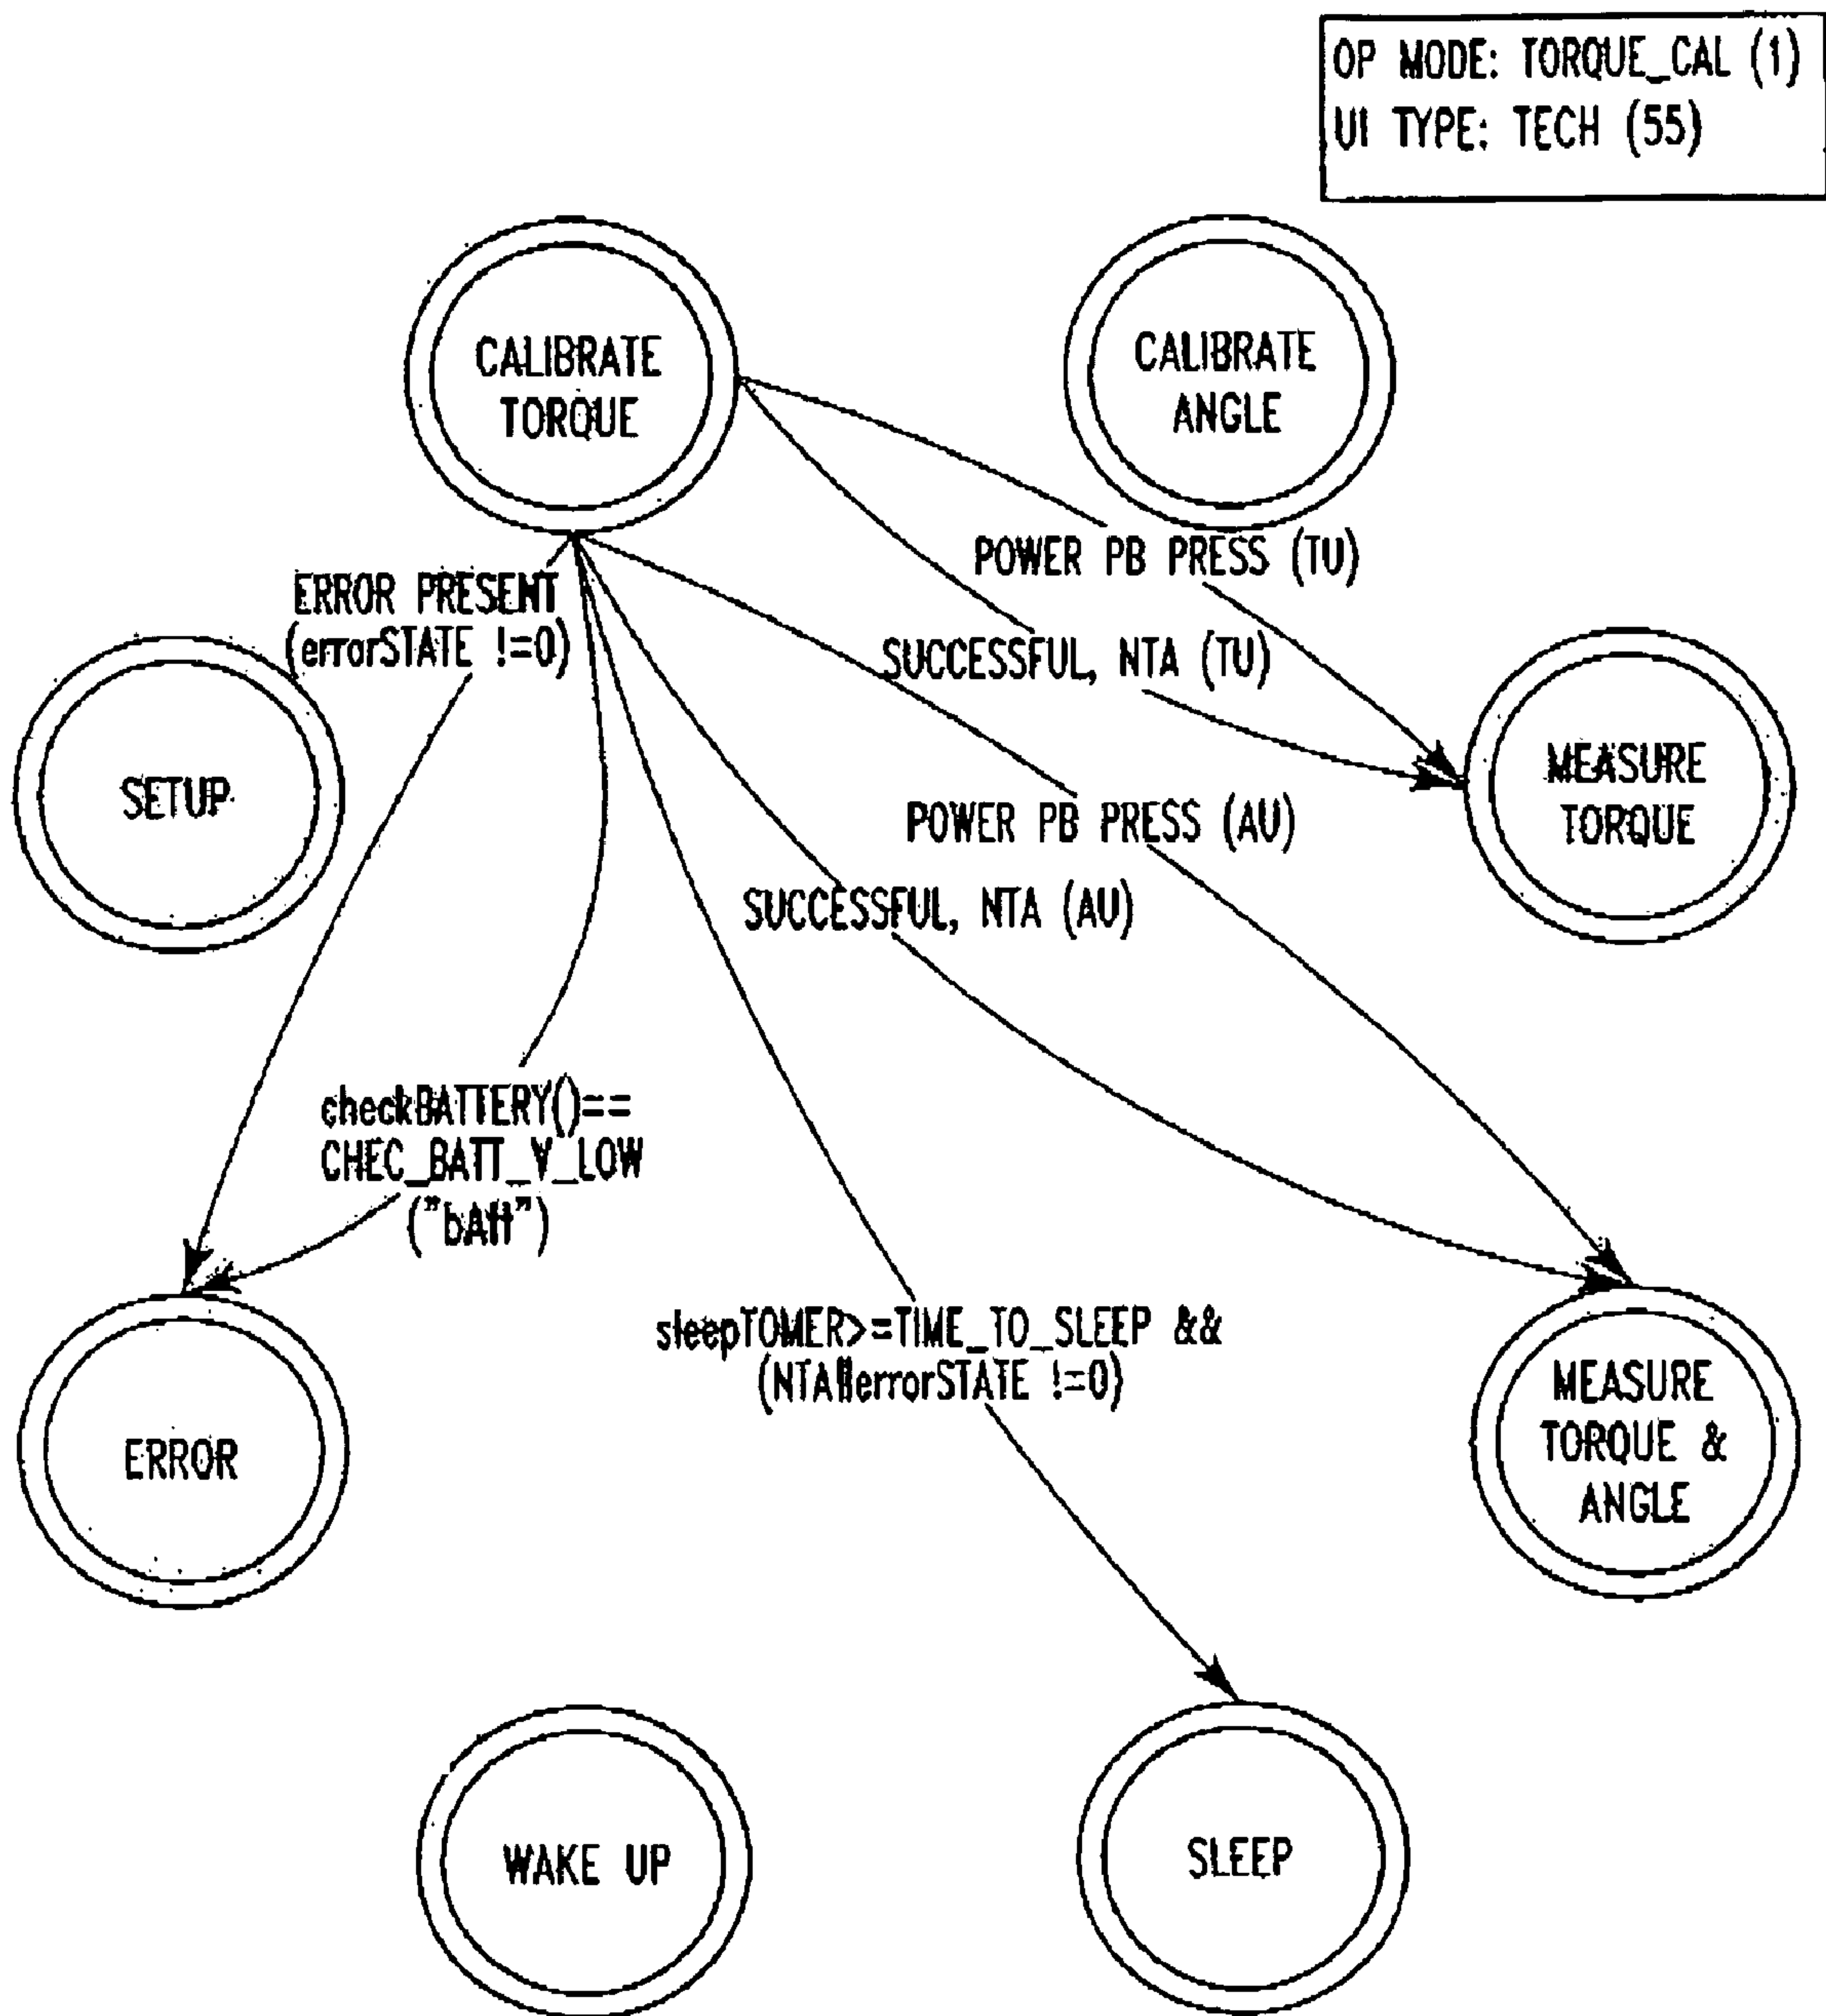 OP MODE: TORQUE_CAL (1)
UI TYPE: TECH (55)
CALIBRATE
TORQUE
CALIBRATE
ANGLE
POWER PB PRESS (TU)
ERROR PRESENT
(errorSTATE !=0)
SUCCESSFUL, NTA (TU)
SETUP
MEASURE
TORQUE
POWER PB PRESS (AU)
SUCCESSFUL, NTA (AU)
checkBATTERY()==
CHEC_BATT_V_LOW
("bAtt")
sleepTOMER>=TIME_TO_SLEEP &&
(NTA||errorSTATE !=0)
ERROR
MEASURE
TORQUE &
ANGLE
WAKE UP
SLEEP